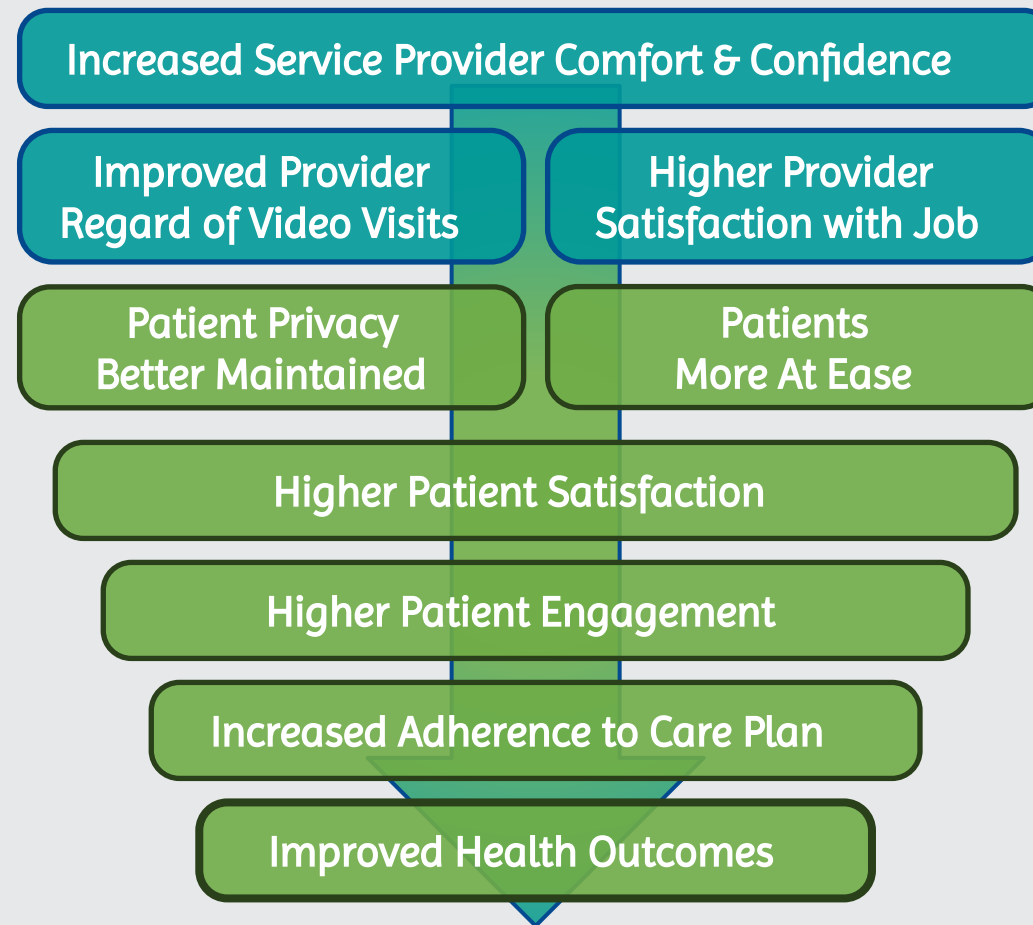 Increased Service Provider Comfort & Confidence
Improved Provider
Regard of Video Visits
Higher Provider
Satisfaction with Job
Patient Privacy
Better Maintained
Patients
More At Ease
Higher Patient Satisfaction
Higher Patient Engagement
Increased Adherence to Care Plan
Improved Health Outcomes